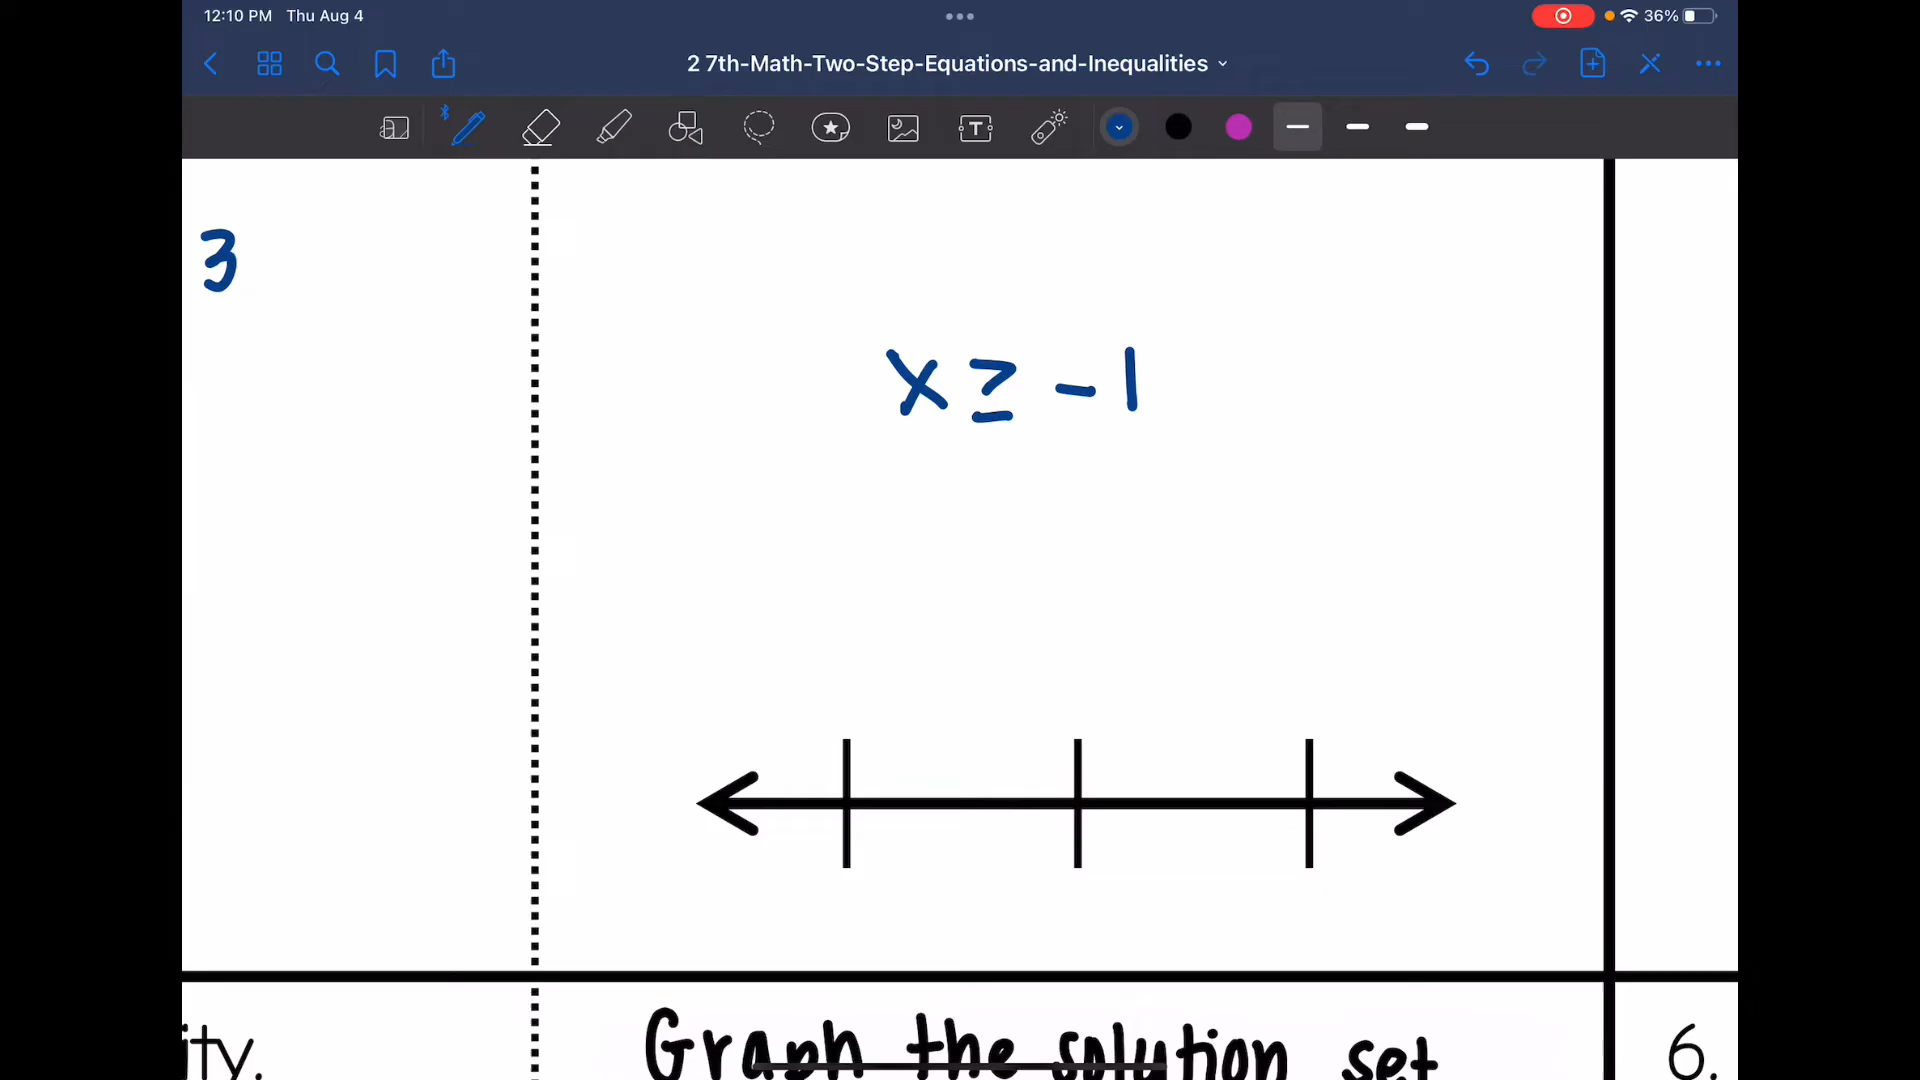 12:10 PM Thu Aug 4
36%
2 7th-Math-Two-Step-Equations-and-Inequalities
T
3
x ≥ -1
ity.
Graph the solution set
6.